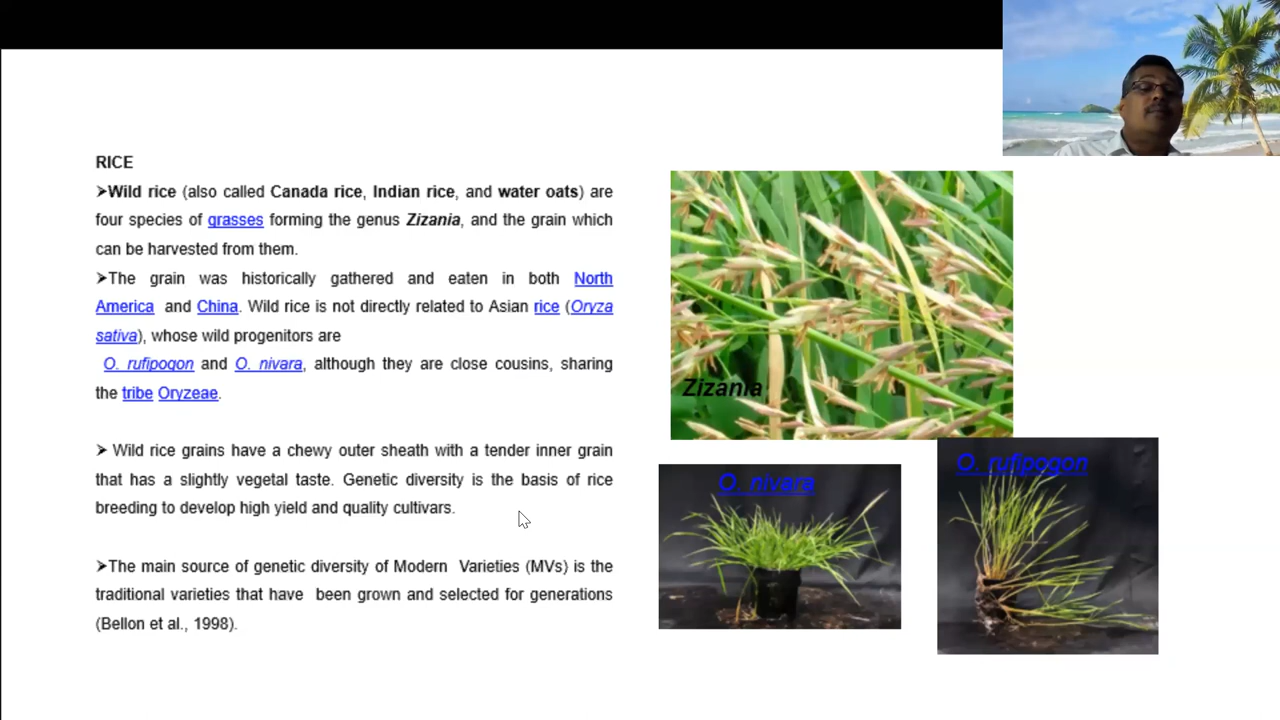 RICE
➢Wild rice (also called Canada rice, Indian rice, and water oats) are
four species of grasses forming the genus Zizania, and the grain which
can be harvested from them.
➢The grain was historically gathered and eaten in both North
America and China. Wild rice is not directly related to Asian rice (Oryza
sativa), whose wild progenitors are
O. rufipogon and O. nivara, although they are close cousins, sharing
the tribe Oryzeae.
➢ Wild rice grains have a chewy outer sheath with a tender inner grain
that has a slightly vegetal taste. Genetic diversity is the basis of rice
breeding to develop high yield and quality cultivars.
➢The main source of genetic diversity of Modern Varieties (MVs) is the
traditional varieties that have been grown and selected for generations
(Bellon et al., 1998).
Zizania
O. nivara
O. rufipogon